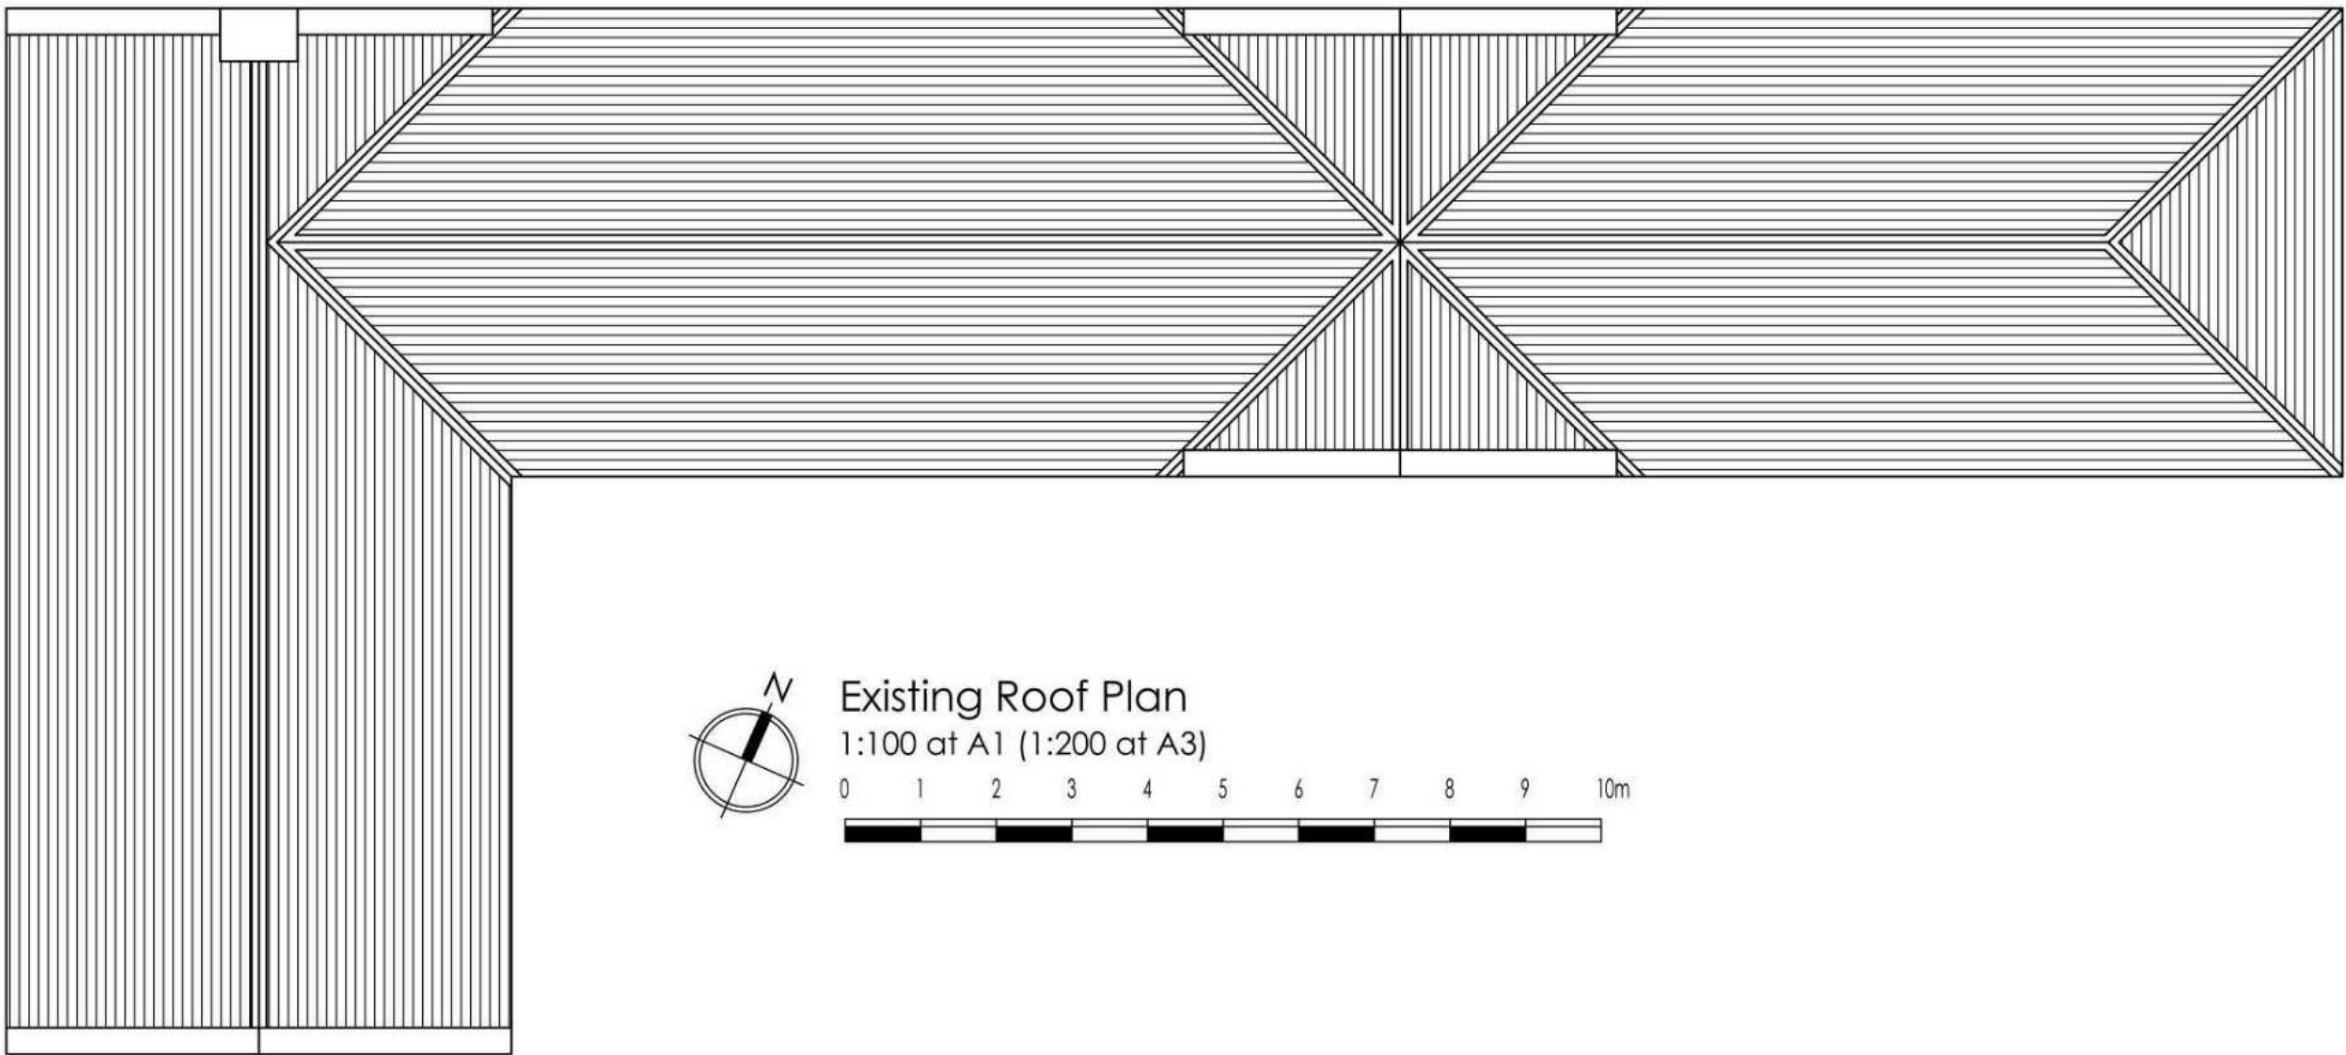 N
Existing Roof Plan
1:100 at A1 (1:200 at A3)
0 1 2 3 4 5 6 7 8 9 10m